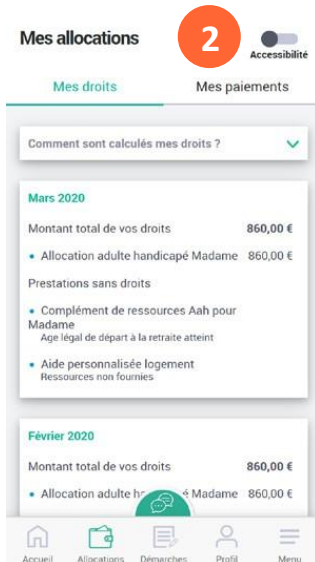 Mes allocations
2
Accessibilité
Mes droits
Mes paiements
Comment sont calculés mes droits ?
Mars 2020
Montant total de vos droits 860,00 €
• Allocation adulte handicapé Madame 860,00 €
Prestations sans droits
• Complément de ressources Aah pour
Madame
Age légal de départ à la retraite atteint
• Aide personnalisée logement
Ressources non fournies
Février 2020
Montant total de vos droits 860,00 €
• Allocation adulte é Madame 860,00 €
Accueil Allocations Démarches Profil Menu